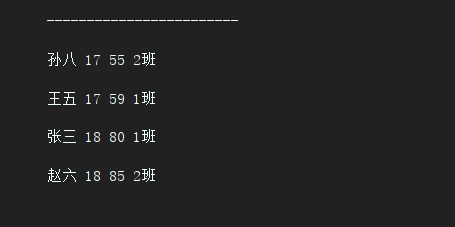 ------------------------
孙八 17 55 2班
王五 17 59 1班
张三 18 80 1班
赵六 18 85 2班